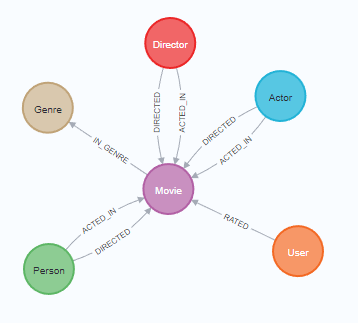 Director
Actor
Genre
DIRECTED
ACTED_IN
DIRECTED
ACTED_IN
IN_GENRE
Movie
RATED
ACTED_IN
DIRECTED
User
Person